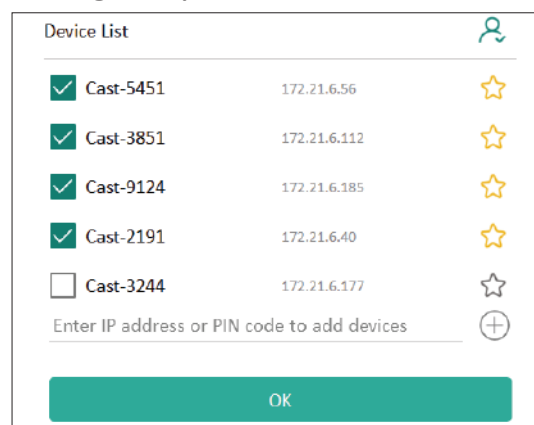 Device List
Cast-5451 172.21.6.56
Cast-3851 172.21.6.112
Cast-9124 172.21.6.185
Cast-2191 172.21.6.40
Cast-3244 172.21.6.177
Enter IP address or PIN code to add devices
OK